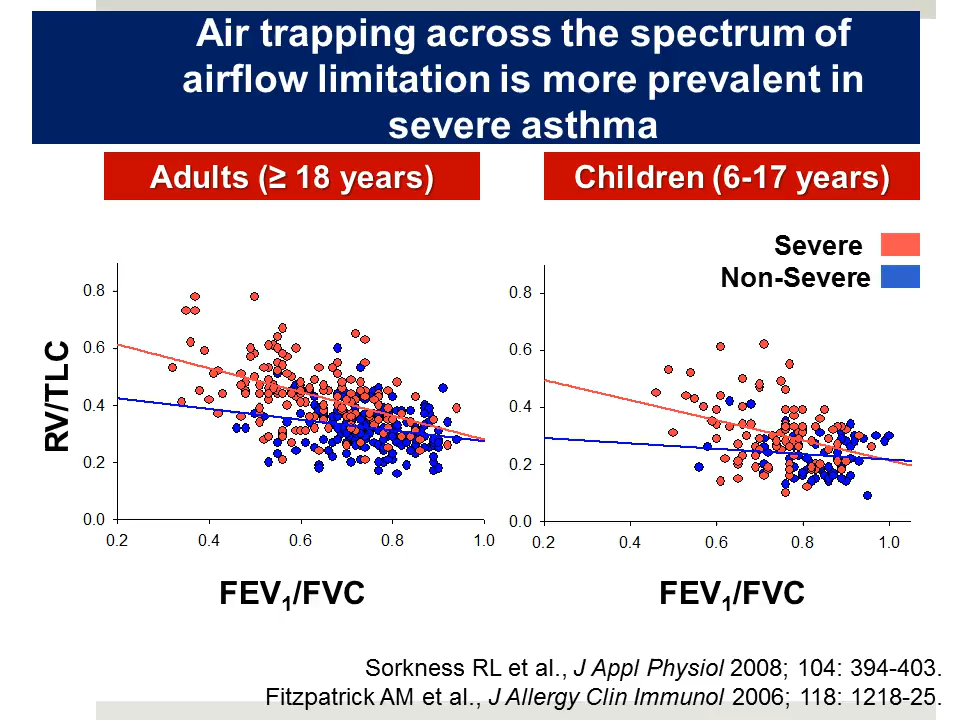 Air trapping across the spectrum of
airflow limitation is more prevalent in
severe asthma
Adults (≥ 18 years)
Children (6-17 years)
Severe
Non-Severe
RV/TLC
0.8
0.6
0.4
0.2
0.0
0.2 0.4 0.6 0.8 1.0
FEV₁/FVC
0.8
0.6
0.4
0.2
0.0
0.2 0.4 0.6 0.8 1.0
FEV₁/FVC
Sorkness RL et al., J Appl Physiol 2008; 104: 394-403.
Fitzpatrick AM et al., J Allergy Clin Immunol 2006; 118: 1218-25.